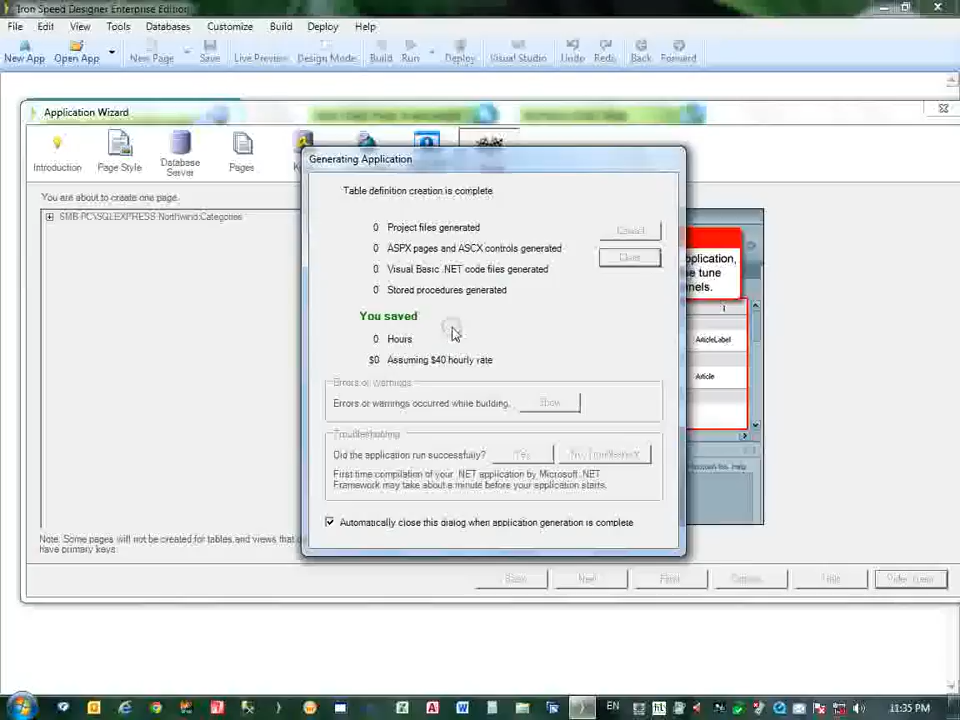 Iron Speed Designer Enterprise Edition
File Edit View Tools Databases Customize Build Deploy Help
New App Open App New Page Save Live Preview Design Mode Build Run Deploy Visual Studio Undo Redo Back Forward
Application Wizard
Introduction Page Style Database Server Pages
You are about to create one page.
SMB-PC\SQLEXPRESS Northwind:Categories
Generating Application
Table definition creation is complete
0 Project files generated
Cancel
0 ASPX pages and ASCX controls generated
Close
0 Visual Basic .NET code files generated
0 Stored procedures generated
You saved
0 Hours
$0 Assuming $40 hourly rate
Errors or warnings
Errors or warnings occurred while building. Show
Troubleshooting
Did the application run successfully? Yes
First time compilation of your .NET application by Microsoft .NET
Framework may take about a minute before your application starts.
Automatically close this dialog when application generation is complete
ArticleLabel
Article
Note: Some pages will not be created for tables and views that
have primary keys.
Back Next Finish Cancel Help
EN 11:35 PM